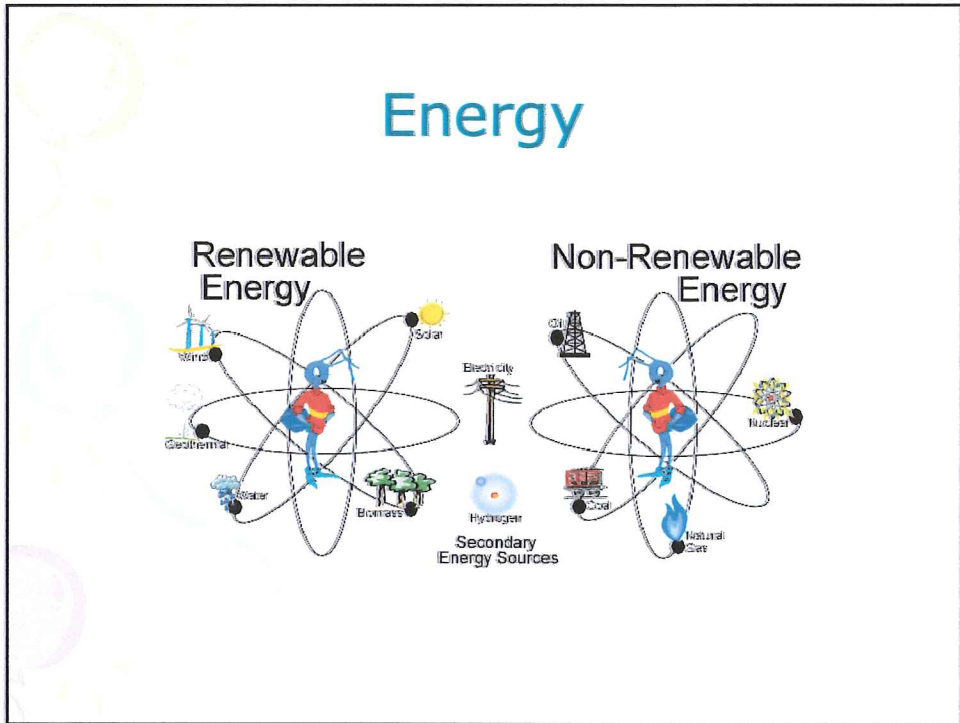 Energy
Renewable
Energy
Non-Renewable
Energy
Wind
Solar
Geothermal
Water
Biomass
Electricity
Hydrogen
Secondary
Energy Sources
Oil
Nuclear
Coal
Natural
Gas